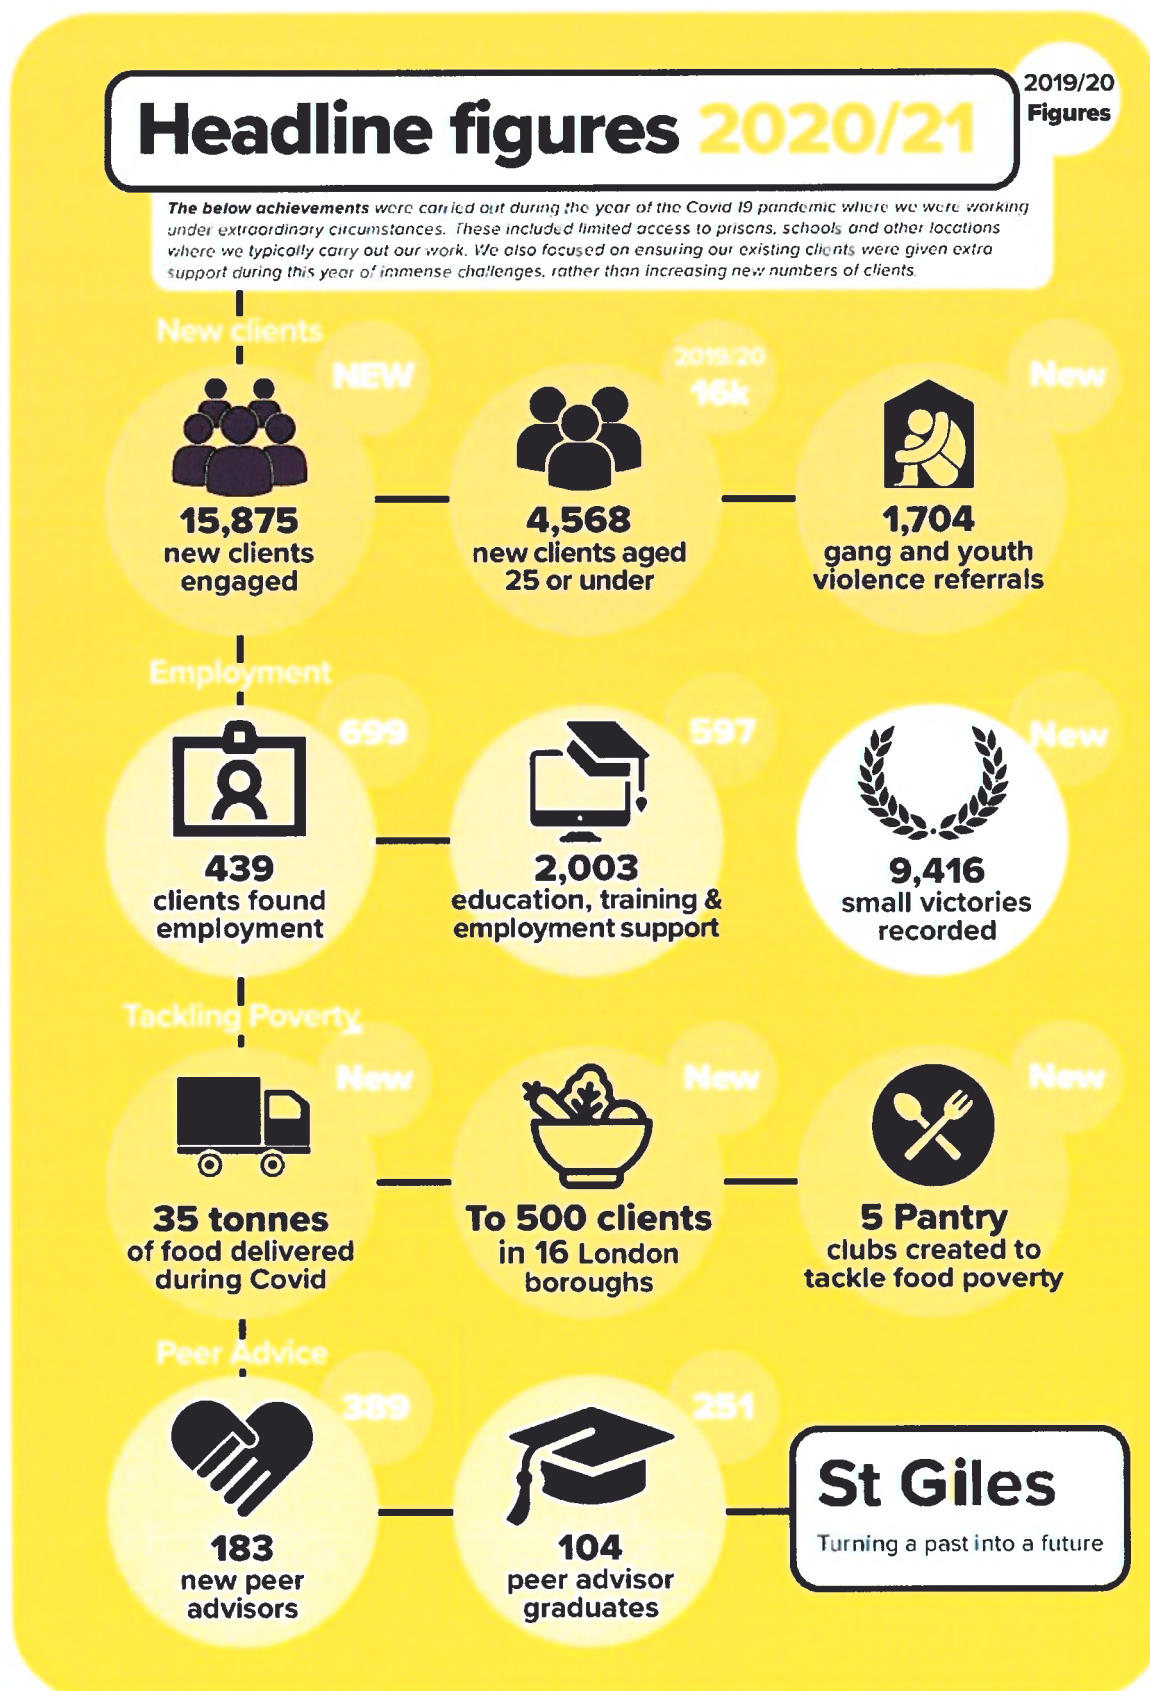 Headline figures 2020/21
2019/20
Figures
The below achievements were carried out during the year of the Covid 19 pandemic where we were working
under extraordinary circumstances. These included limited access to prisons, schools and other locations
where we typically carry out our work. We also focused on ensuring our existing clients were given extra
support during this year of immense challenges, rather than increasing new numbers of clients.
New clients
NEW
15,875
new clients
engaged
2019/20
16k
4,568
new clients aged
25 or under
New
1,704
gang and youth
violence referrals
Employment
699
439
clients found
employment
597
2,003
education, training &
employment support
New
9,416
small victories
recorded
Tackling Poverty
New
35 tonnes
of food delivered
during Covid
New
To 500 clients
in 16 London
boroughs
New
5 Pantry
clubs created to
tackle food poverty
Peer Advice
389
183
new peer
advisors
251
104
peer advisor
graduates
St Giles
Turning a past into a future